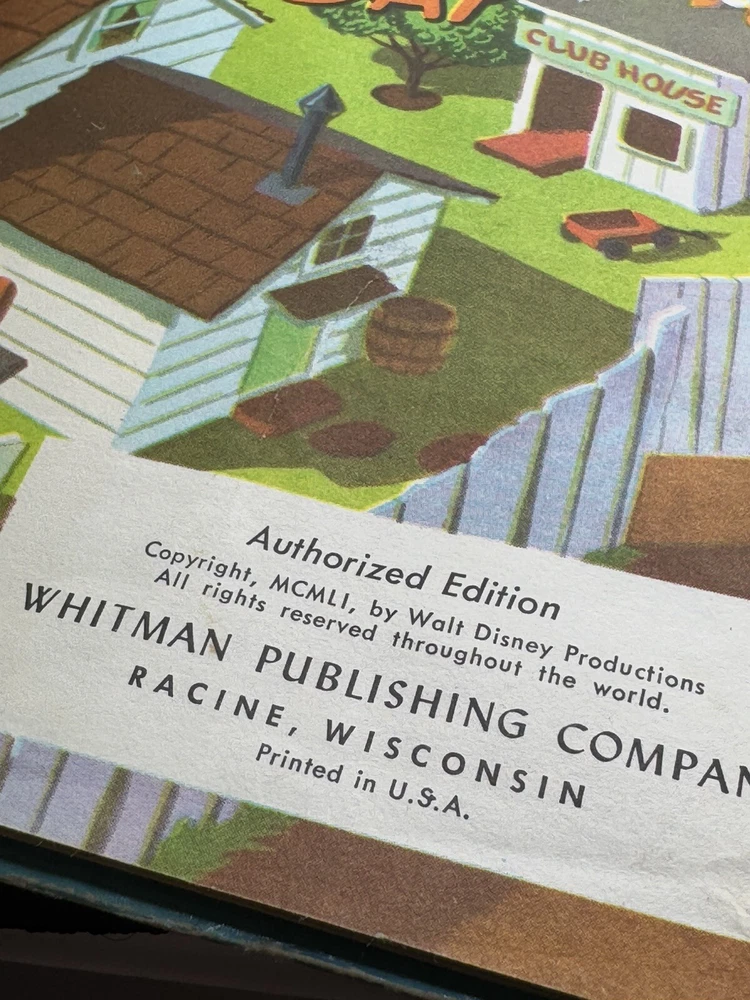 CLUB HOUSE
Authorized Edition
Copyright, MCMLI, by Walt Disney Productions
All rights reserved throughout the world.
WHITMAN PUBLISHING COMPAN
RACINE, WISCONSIN
Printed in U.S.A.